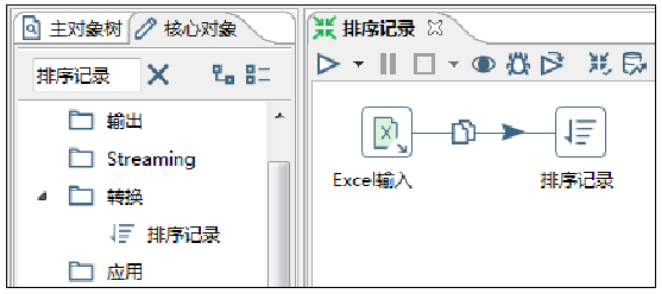 主对象树
核心对象
排序记录
排序记录
输出
Streaming
转换
排序记录
应用
Excel输入
排序记录